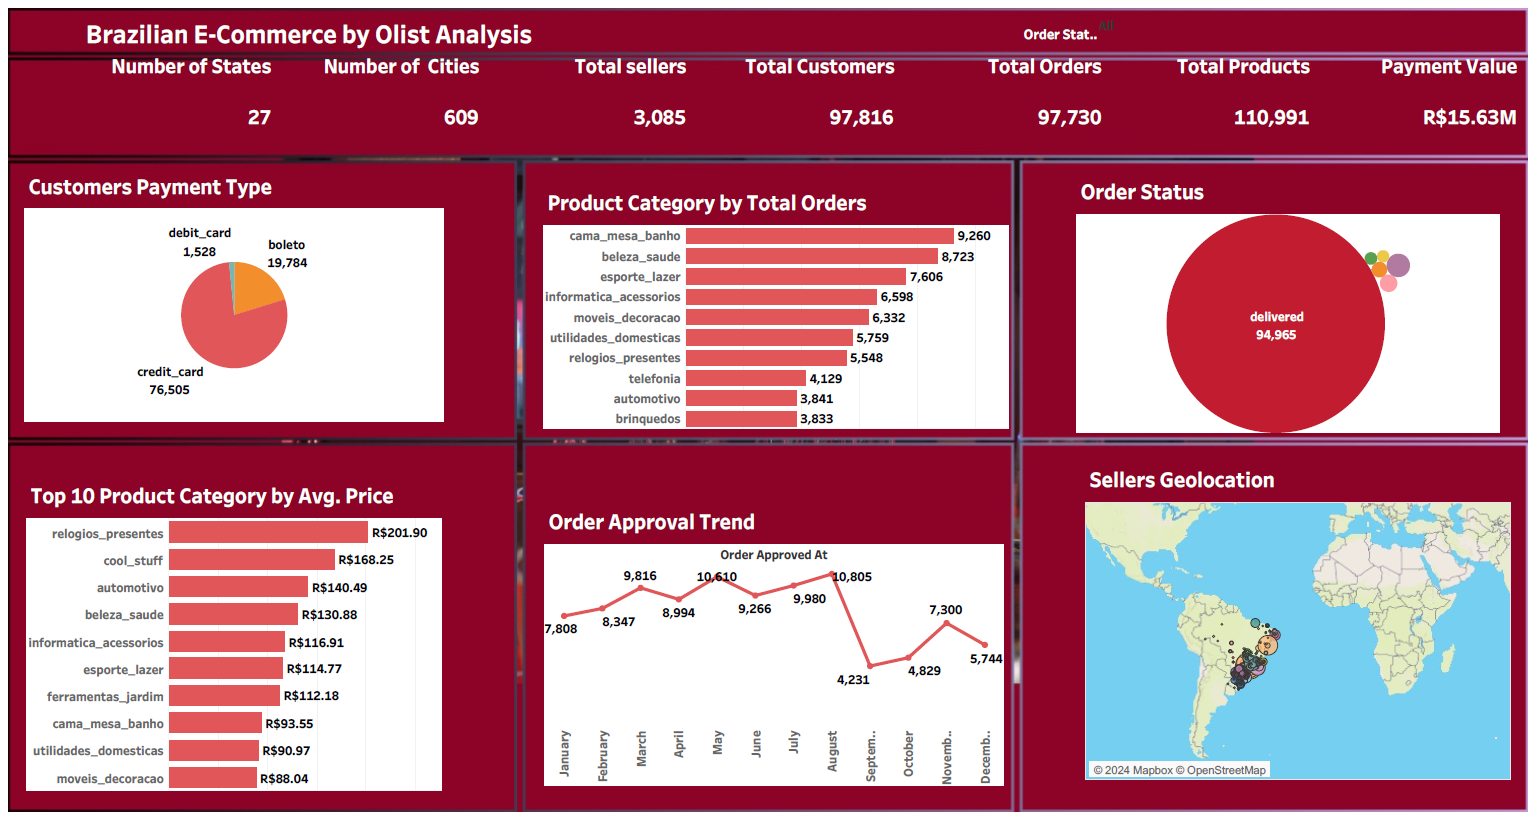 Brazilian E-Commerce by Olist Analysis
Order Stat..
All
Number of States
Number of Cities
Total sellers
Total Customers
Total Orders
Total Products
Payment Value
27
609
3,085
97,816
97,730
110,991
R$15.63M
Customers Payment Type
debit_card
1,528
boleto
19,784
credit_card
76,505
Product Category by Total Orders
cama_mesa_banho 9,260
beleza_saude 8,723
esporte_lazer 7,606
informatica_acessorios 6,598
moveis_decoracao 6,332
utilidades_domesticas 5,759
relogios_presentes 5,548
telefonia 4,129
automotivo 3,841
brinquedos 3,833
Order Status
delivered
94,965
Top 10 Product Category by Avg. Price
relogios_presentes R$201.90
cool_stuff R$168.25
automotivo R$140.49
beleza_saude R$130.88
informatica_acessorios R$116.91
esporte_lazer R$114.77
ferramentas_jardim R$112.18
cama_mesa_banho R$93.55
utilidades_domesticas R$90.97
moveis_decoracao R$88.04
Order Approval Trend
Order Approved At
7,808
8,347
9,816
8,994
10,610
9,266
9,980
10,805
4,231
4,829
7,300
5,744
January
February
March
April
May
June
July
August
Septem..
October
Novemb..
Decemb..
Sellers Geolocation
© 2024 Mapbox © OpenStreetMap